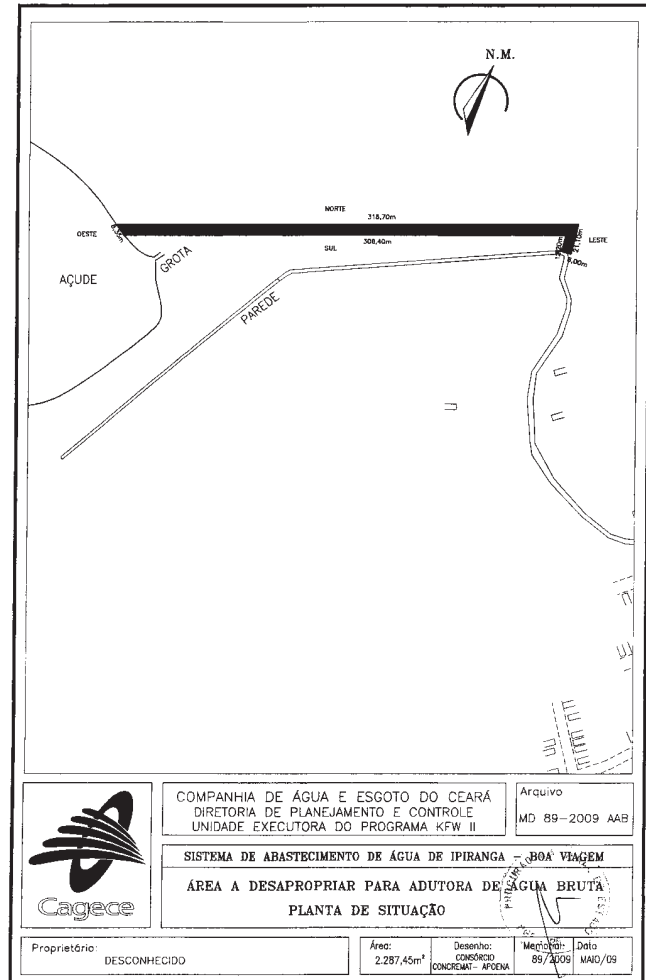 N.M.
NORTE
318,70m
OESTE
308,40m
LESTE
SUL
21,10m
GROTA
AÇUDE
PAREDE
COMPANHIA DE ÁGUA E ESGOTO DO CEARÁ
DIRETORIA DE PLANEJAMENTO E CONTROLE
UNIDADE EXECUTORA DO PROGRAMA KFW II
Arquivo
MD 89-2009 AAB
Cagece
SISTEMA DE ABASTECIMENTO DE ÁGUA DE IPIRANGA BOA VIAGEM
ÁREA A DESAPROPRIAR PARA ADUTORA DE ÁGUA BRUTA
PLANTA DE SITUAÇÃO
Proprietário:
DESCONHECIDO
Área:
2.287,45m²
Desenho:
CONSÓRCIO
CONCREMAT- APOENA
Memorial:
89/2009
Data
MAIO/09